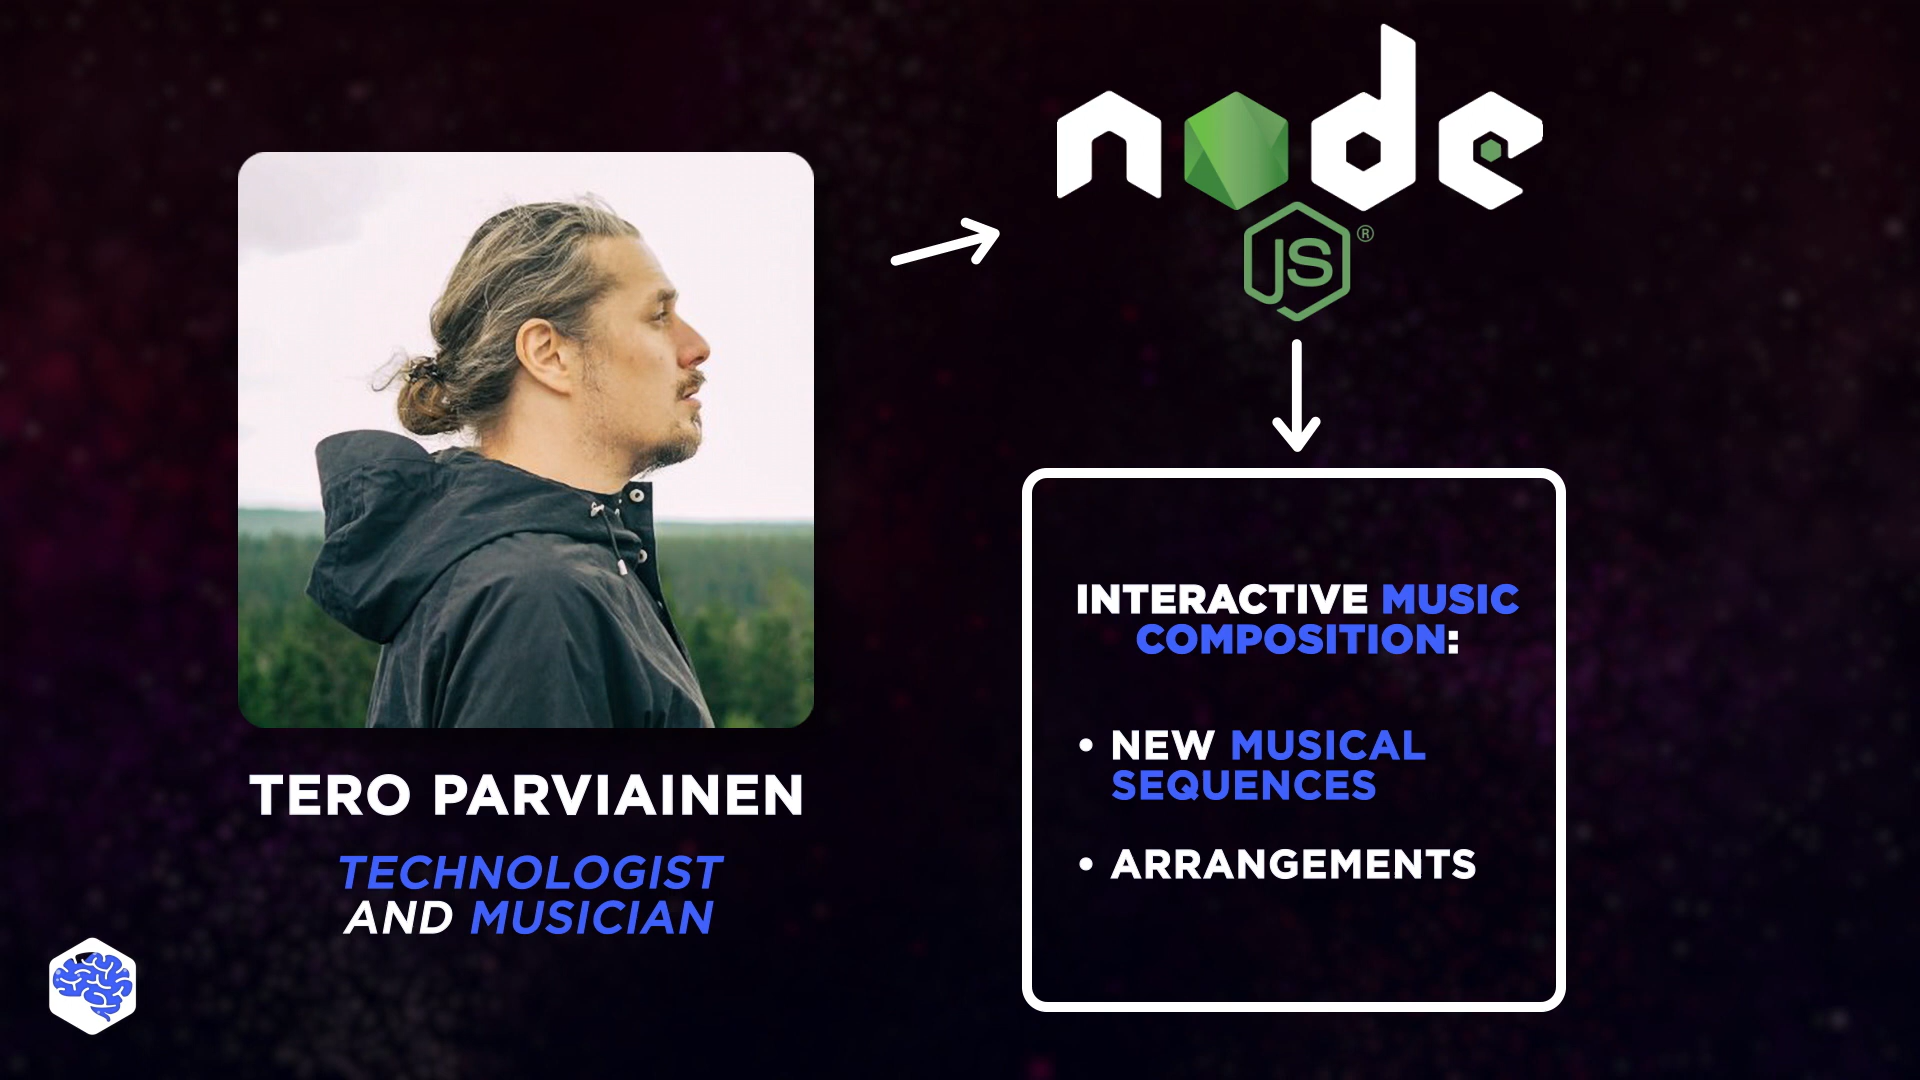 node
JS®
TERO PARVIAINEN
TECHNOLOGIST
AND MUSICIAN
INTERACTIVE MUSIC
COMPOSITION:
• NEW MUSICAL
SEQUENCES
• ARRANGEMENTS